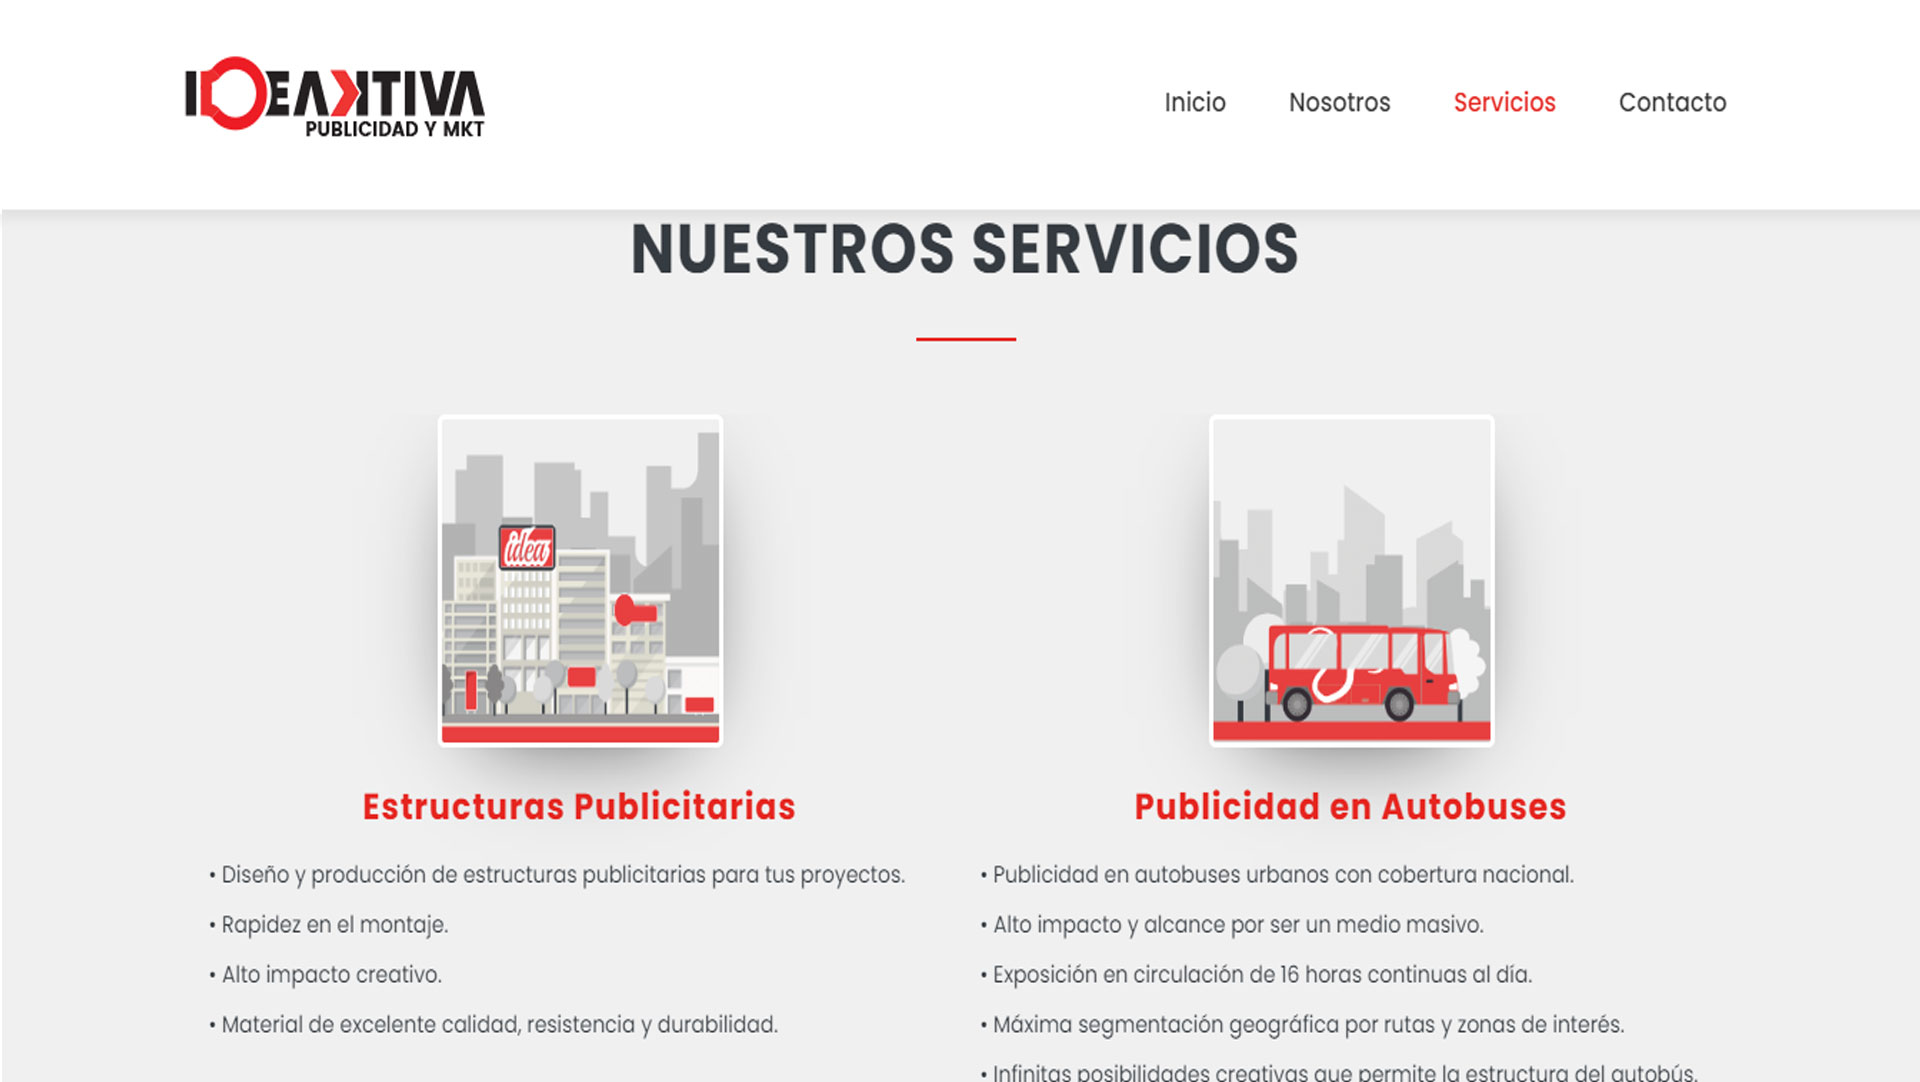 IDEAKTIVA
PUBLICIDAD Y MKT
Inicio Nosotros Servicios Contacto
NUESTROS SERVICIOS
idea
Estructuras Publicitarias
• Diseño y producción de estructuras publicitarias para tus proyectos.
• Rapidez en el montaje.
• Alto impacto creativo.
• Material de excelente calidad, resistencia y durabilidad.
Publicidad en Autobuses
• Publicidad en autobuses urbanos con cobertura nacional.
• Alto impacto y alcance por ser un medio masivo.
• Exposición en circulación de 16 horas continuas al día.
• Máxima segmentación geográfica por rutas y zonas de interés.
• Infinitas posibilidades creativas que permite la estructura del autobús.